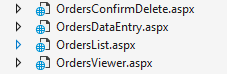 OrdersConfirmDelete.aspx
OrdersDataEntry.aspx
OrdersList.aspx
OrdersViewer.aspx